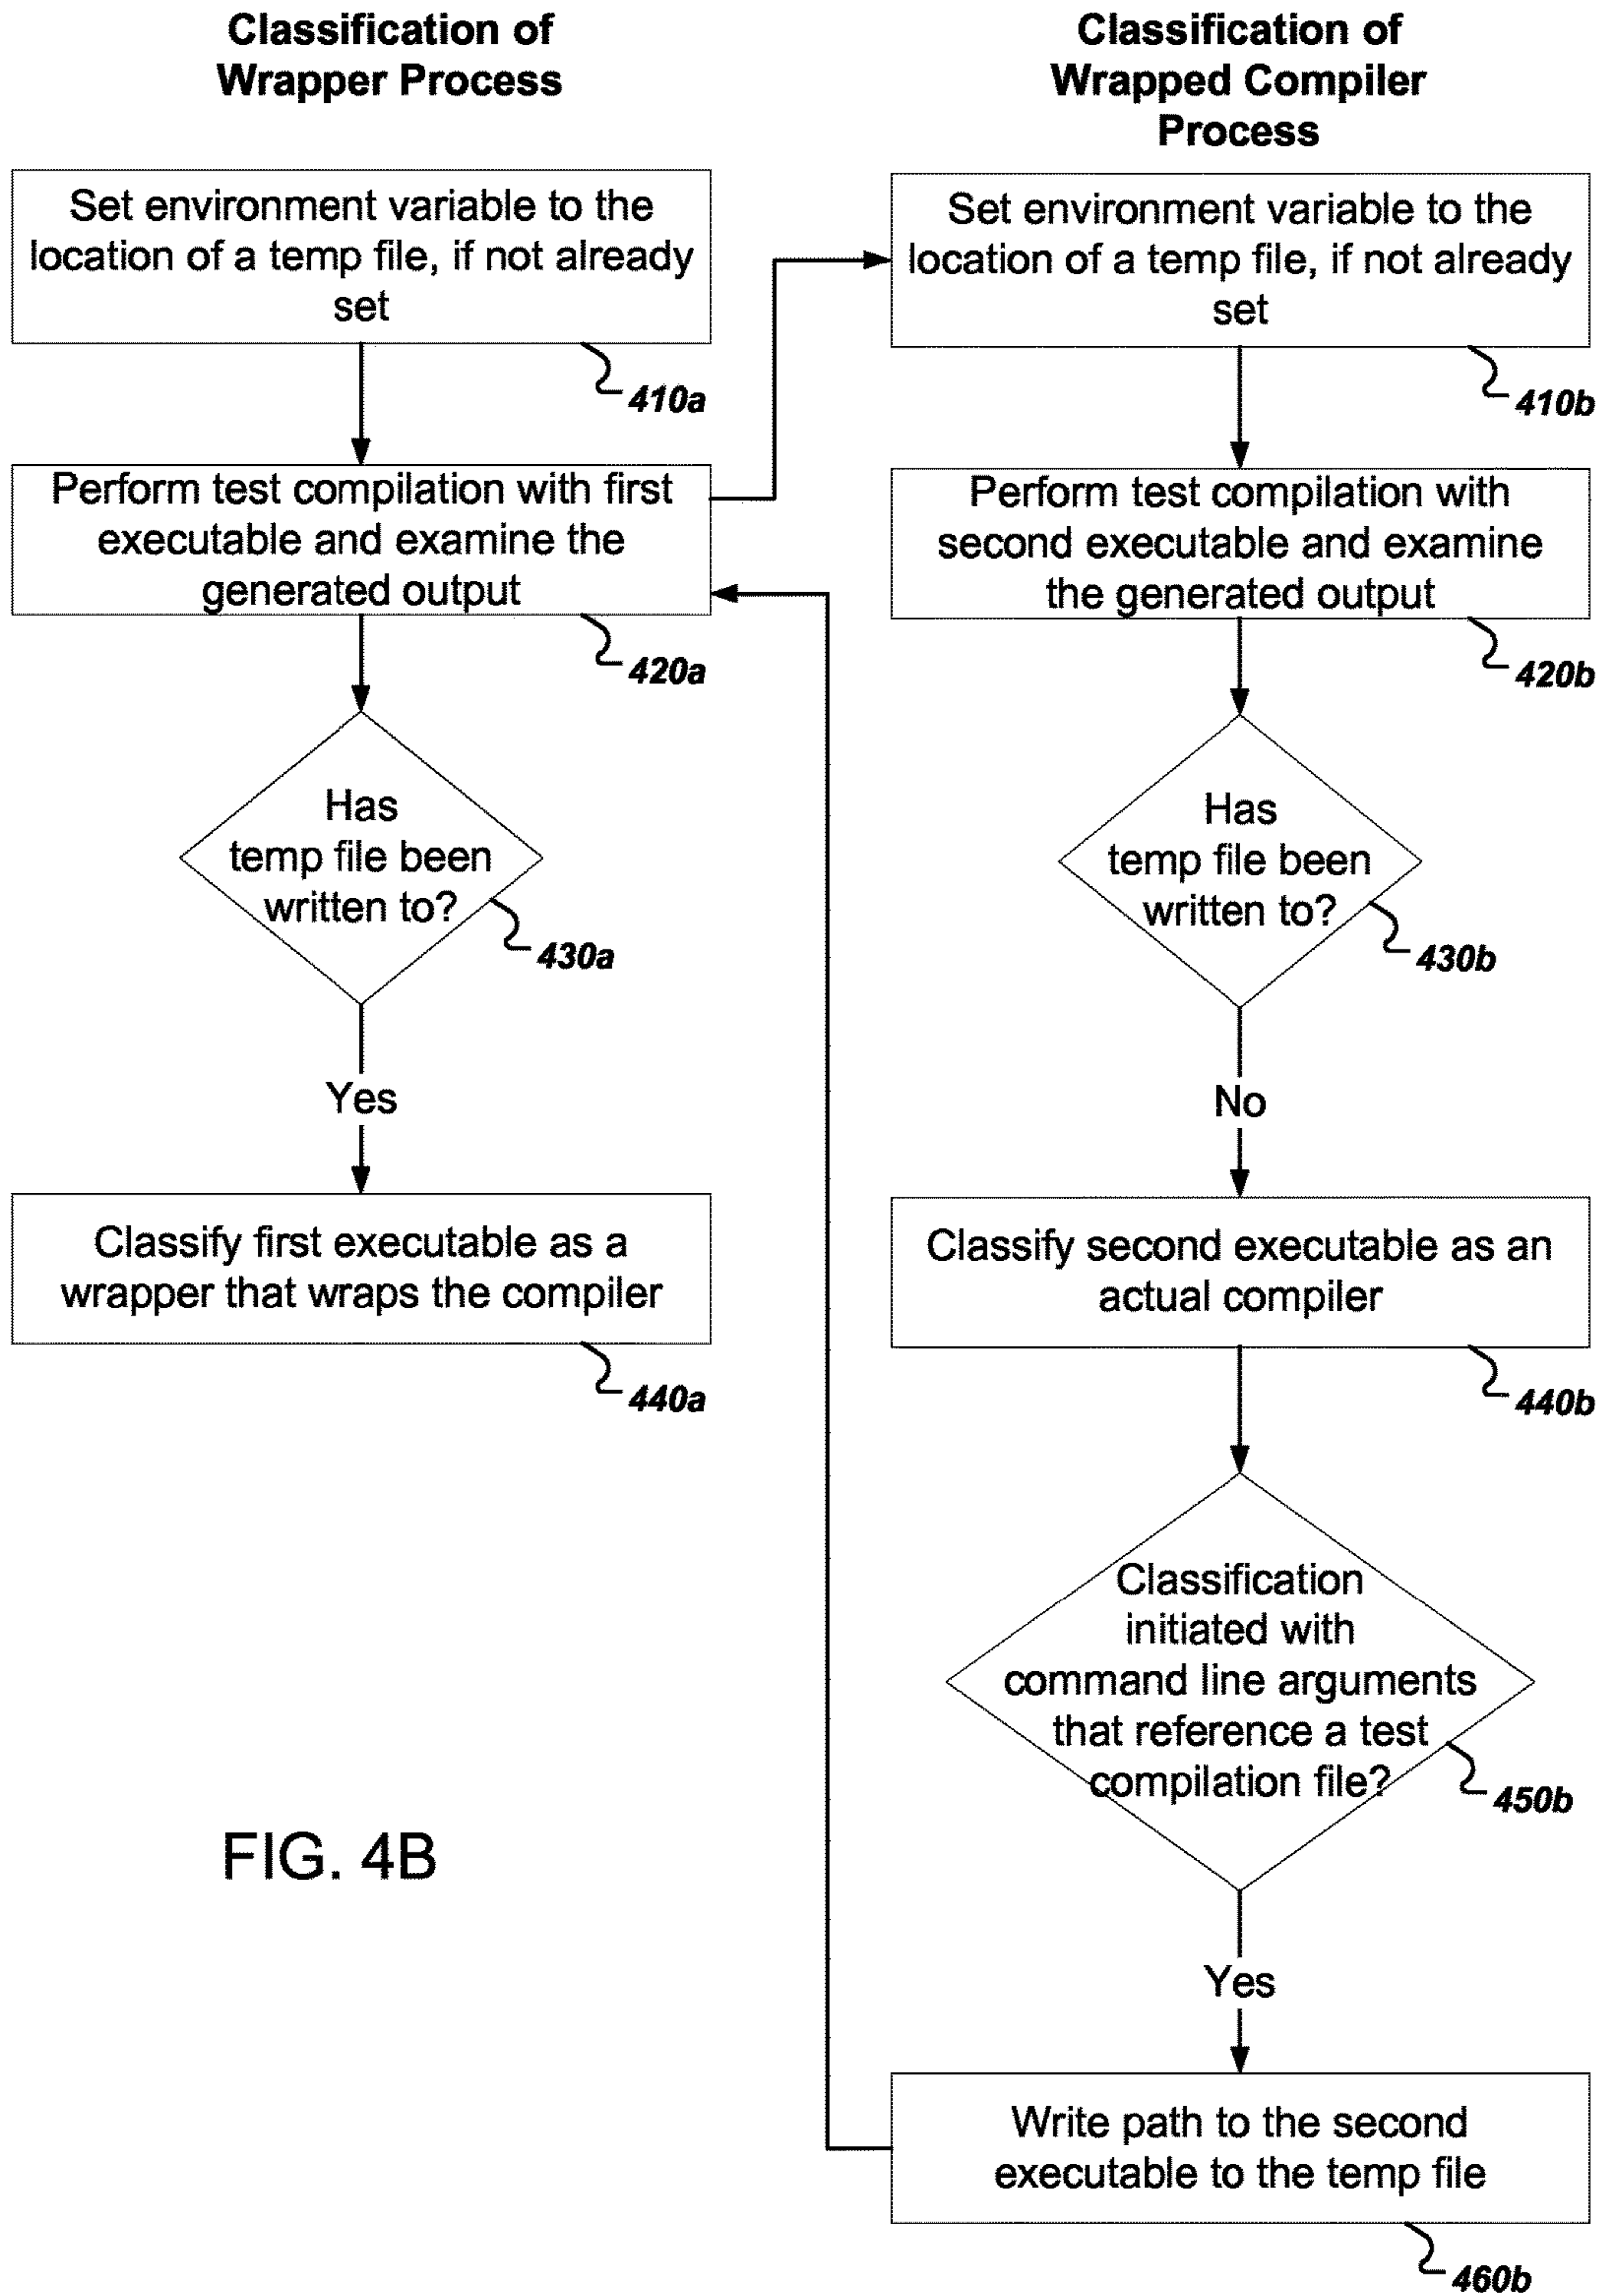 Classification of
Wrapper Process
Set environment variable to the
location of a temp file, if not already
set
410a
Perform test compilation with first
executable and examine the
generated output
420a
Has
temp file been
written to?
430a
Yes
Classify first executable as a
wrapper that wraps the compiler
440a
Classification of
Wrapped Compiler
Process
Set environment variable to the
location of a temp file, if not already
set
410b
Perform test compilation with
second executable and examine
the generated output
420b
Has
temp file been
written to?
430b
No
Classify second executable as an
actual compiler
440b
Classification
initiated with
command line arguments
that reference a test
compilation file?
450b
Yes
Write path to the second
executable to the temp file
460b
FIG. 4B